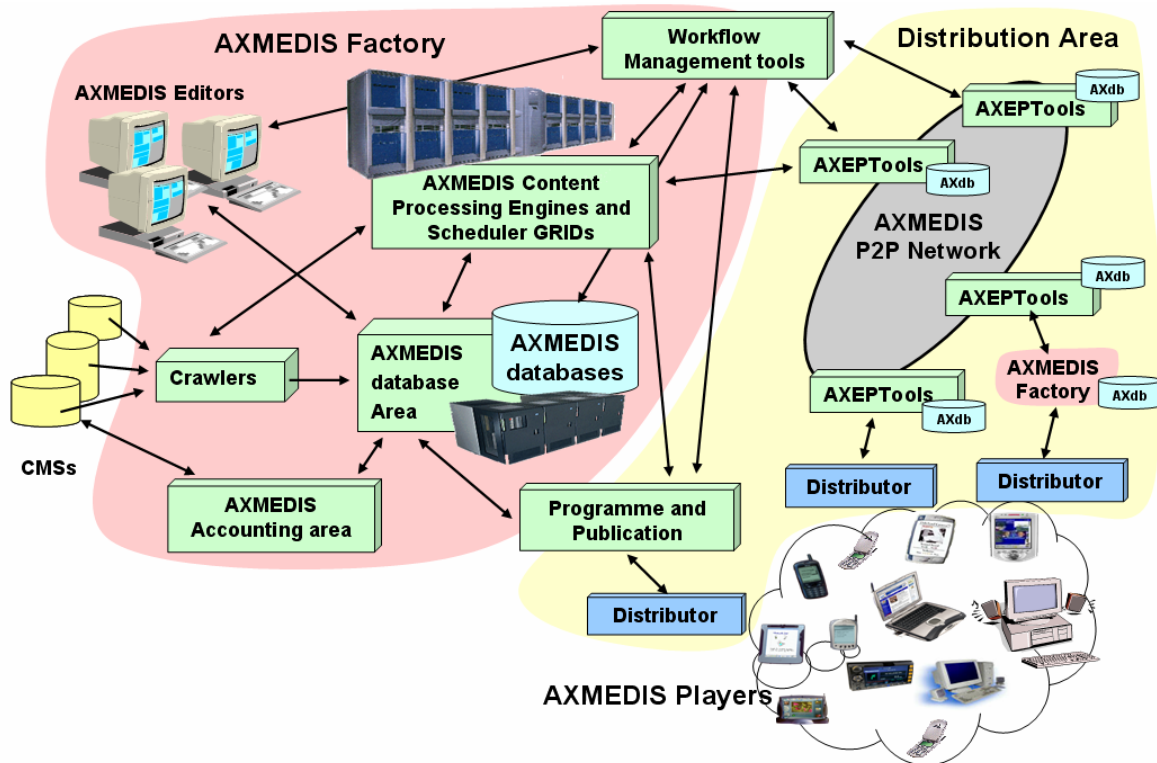 AXMEDIS Factory
Workflow
Management tools
Distribution Area
AXMEDIS Editors
AXEPTools
AXdb
AXEPTools
AXdb
AXMEDIS Content
Processing Engines and
Scheduler GRIDs
AXMEDIS
P2P Network
AXEPTools
AXdb
Crawlers
AXMEDIS
database
Area
AXMEDIS
databases
AXMEDIS
Factory
AXdb
AXEPTools
AXdb
CMSs
AXMEDIS
Accounting area
Programme and
Publication
Distributor
Distributor
Distributor
AXMEDIS Players